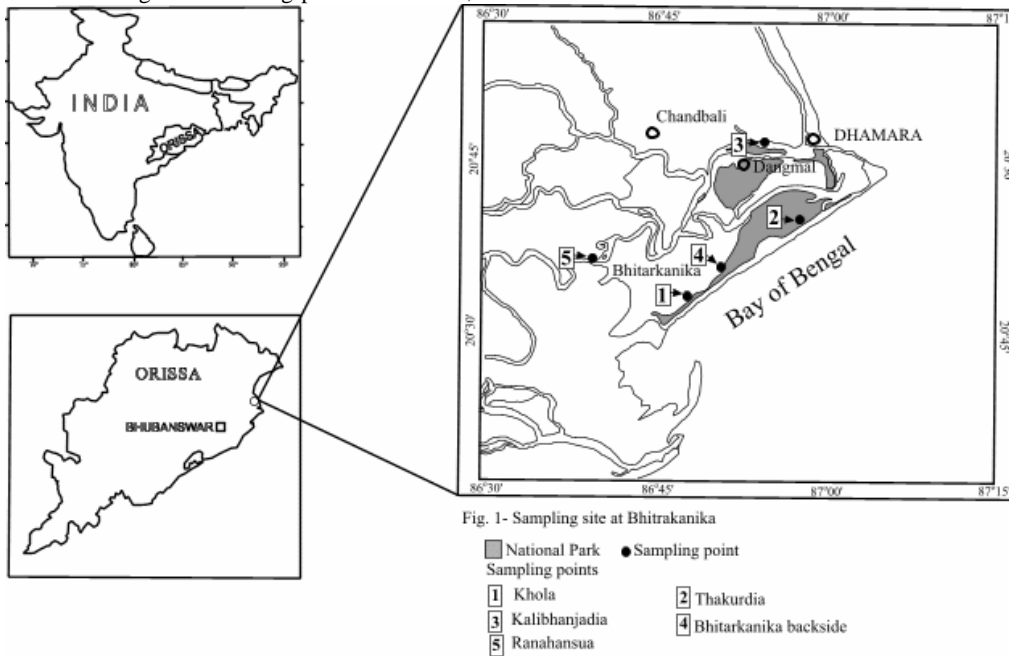 INDIA
ORISSA
ORISSA
BHUBANSWAR
86°30'
86°45'
87°00'
20°45'
20°30'
20°30'
20°45'
86°30'
86°45'
87°00'
87°15'
Chandbali
DHAMARA
3
Dangmal
2
5
Bhitarkanika
4
1
Bay of Bengal
Fig. 1- Sampling site at Bhitrakanika
National Park
Sampling point
Sampling points
1 Khola
2 Thakurdia
3 Kalibhanjadia
4 Bhitarkanika backside
5 Ranahansua